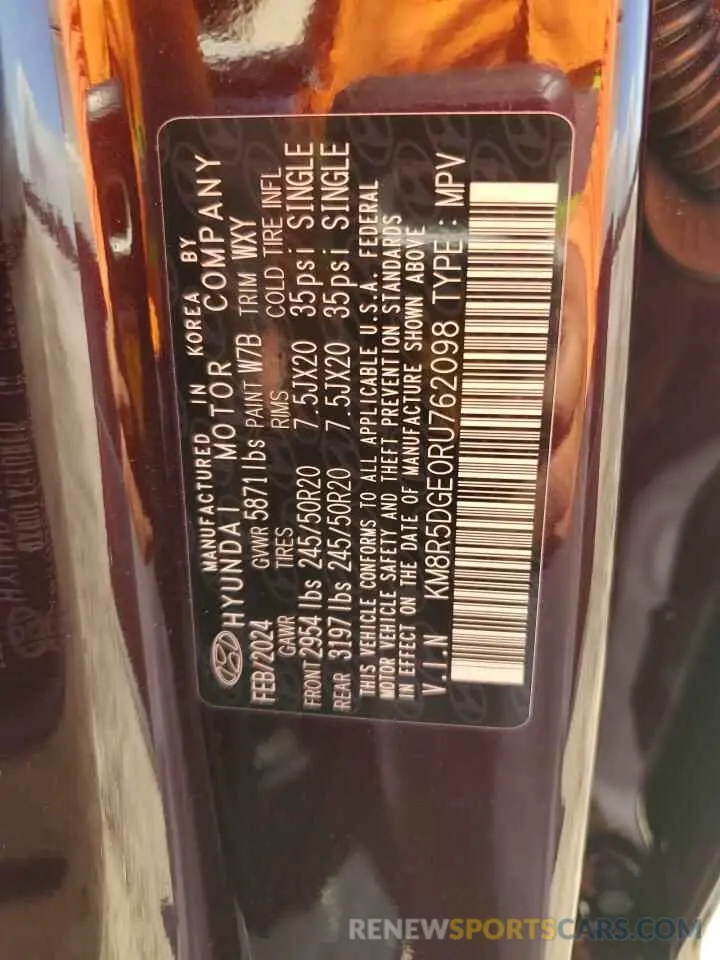 MANUFACTURED IN KOREA BY
HYUNDAI MOTOR COMPANY
FEB/2024 GVWR 5871 lbs PAINT W7B TRIM WXY
GAWR TIRES RIMS COLD TIRE INFL
FRONT 2954 lbs 245/50R20 7.5JX20 35psi SINGLE
REAR 3197 lbs 245/50R20 7.5JX20 35psi SINGLE
THIS VEHICLE CONFORMS TO ALL APPLICABLE U.S.A. FEDERAL
MOTOR VEHICLE SAFETY AND THEFT PREVENTION STANDARDS
IN EFFECT ON THE DATE OF MANUFACTURE SHOWN ABOVE
V.I.N KM8R5DGE0RU762098 TYPE : MPV
RENEWSPORTSCARS.COM